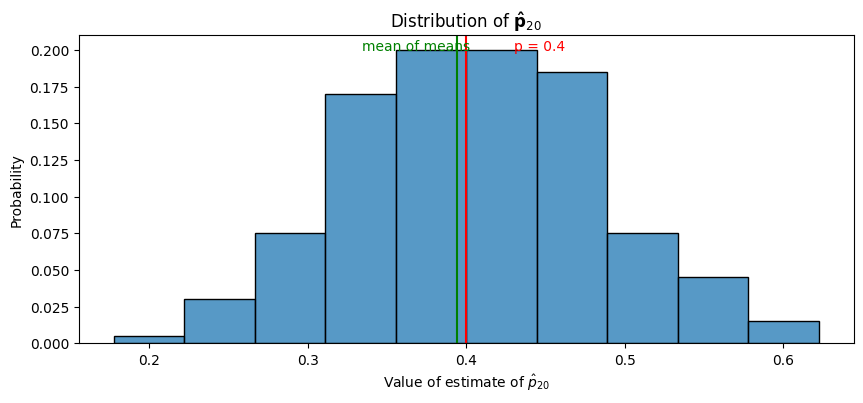 Distribution of p̂₂₀
mean of means
p = 0.4
0.200
0.175
0.150
0.125
0.100
0.075
0.050
0.025
0.000
Probability
0.2 0.3 0.4 0.5 0.6
Value of estimate of p̂₂₀